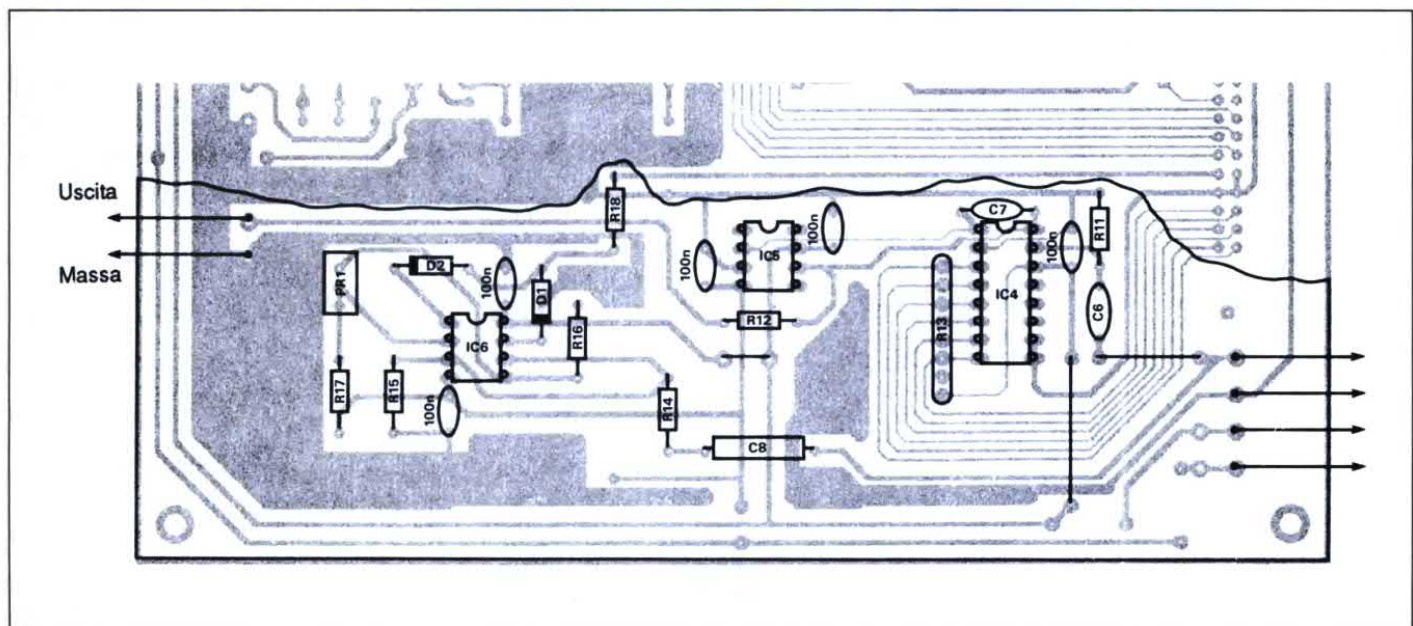 Uscita
Massa
PR1
D2
100n
D1
R18
R16
IC6
R17
R15
100n
R14
C8
100n
IC5
100n
R12
R13
C7
IC4
100n
R11
C6